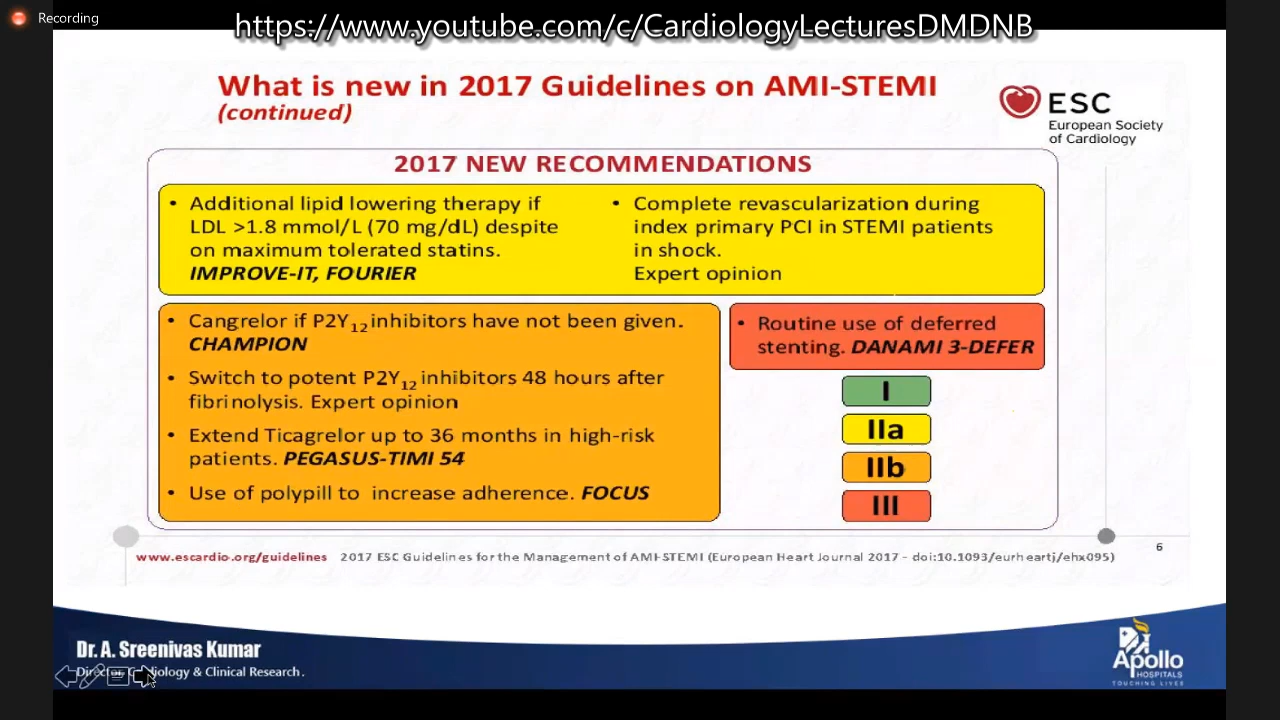 Recording
https://www.youtube.com/c/CardiologyLecturesDMDNB
What is new in 2017 Guidelines on AMI-STEMI
(continued)
ESC
European Society
of Cardiology
2017 NEW RECOMMENDATIONS
• Additional lipid lowering therapy if
LDL >1.8 mmol/L (70 mg/dL) despite
on maximum tolerated statins.
IMPROVE-IT, FOURIER
• Complete revascularization during
index primary PCI in STEMI patients
in shock.
Expert opinion
• Cangrelor if P2Y12 inhibitors have not been given.
CHAMPION
• Switch to potent P2Y12 inhibitors 48 hours after
fibrinolysis. Expert opinion
• Extend Ticagrelor up to 36 months in high-risk
patients. PEGASUS-TIMI 54
• Use of polypill to increase adherence. FOCUS
• Routine use of deferred
stenting. DANAMI 3-DEFER
I
IIa
IIb
III
www.escardio.org/guidelines 2017 ESC Guidelines for the Management of AMI-STEMI (European Heart Journal 2017 - doi:10.1093/eurheartj/ehx095)
6
Dr. A. Sreenivas Kumar
Director, Cardiology & Clinical Research.
Apollo
HOSPITALS
TOUCHING LIVES